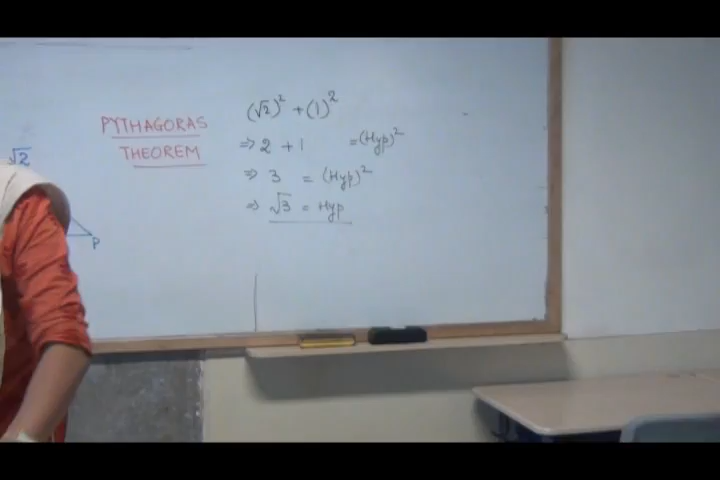 (√2)² + (1)²
PYTHAGORAS
THEOREM
⇒ 2 + 1 = (Hyp)²
⇒ 3 = (Hyp)²
⇒ √3 = Hyp
√2
P